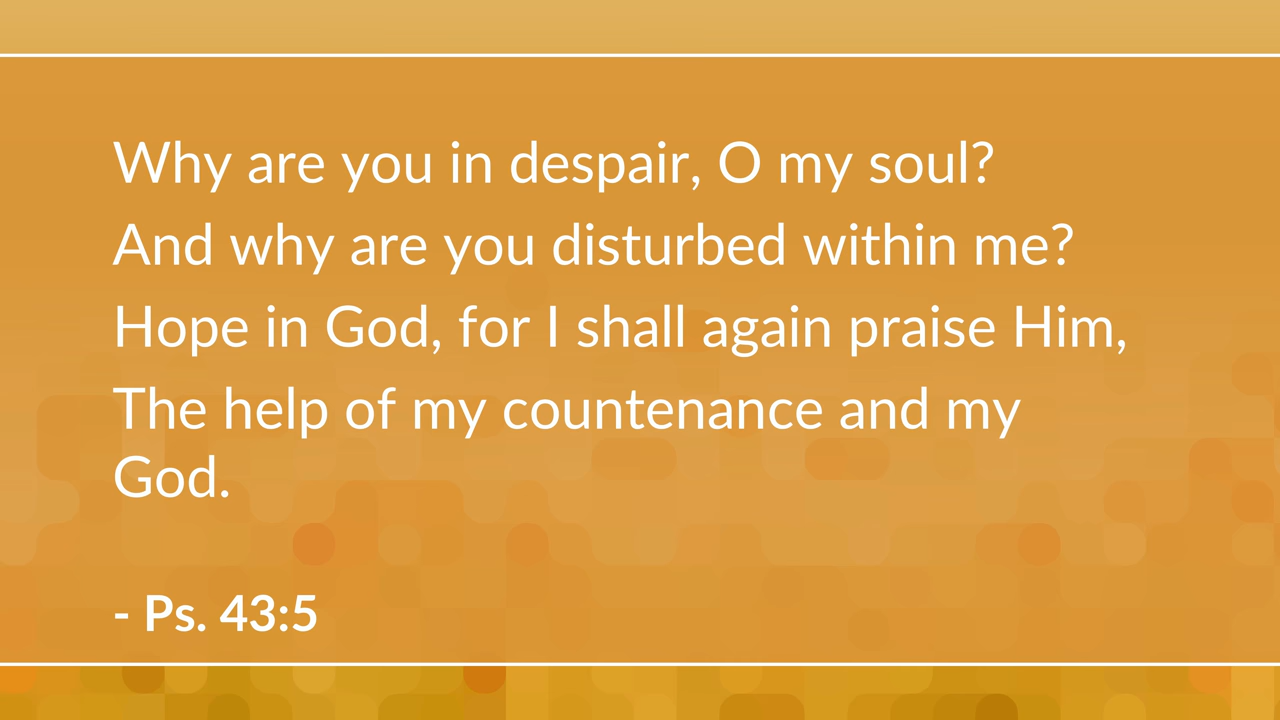 Why are you in despair, O my soul?
And why are you disturbed within me?
Hope in God, for I shall again praise Him,
The help of my countenance and my
God.
- Ps. 43:5